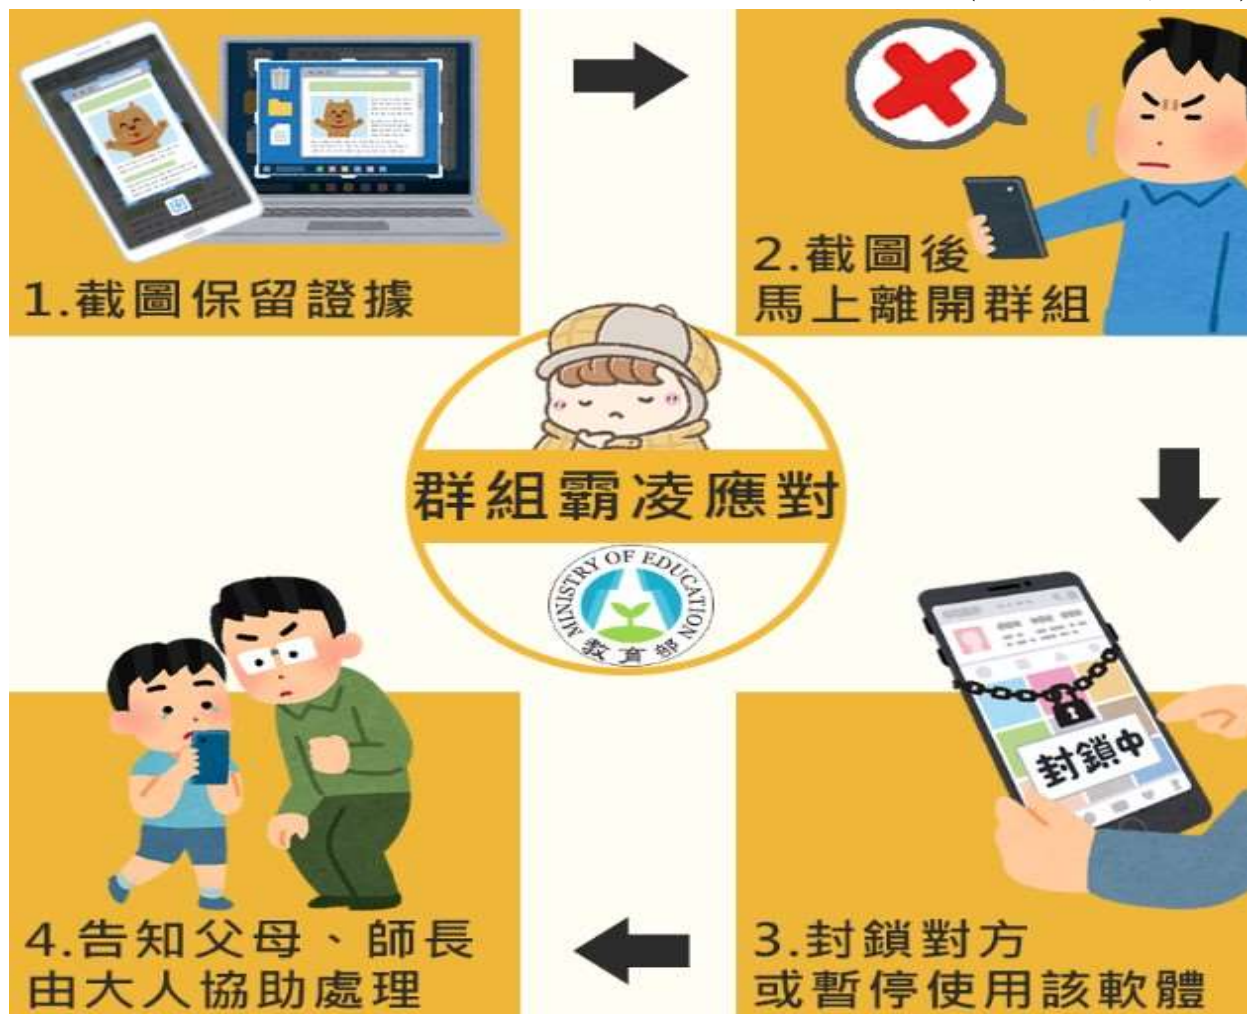 1.截圖保留證據
2.截圖後
馬上離開群組
群組霸凌應對
MINISTRY OF EDUCATION
教育部
封鎖中
3.封鎖對方
或暫停使用該軟體
4.告知父母、師長
由大人協助處理